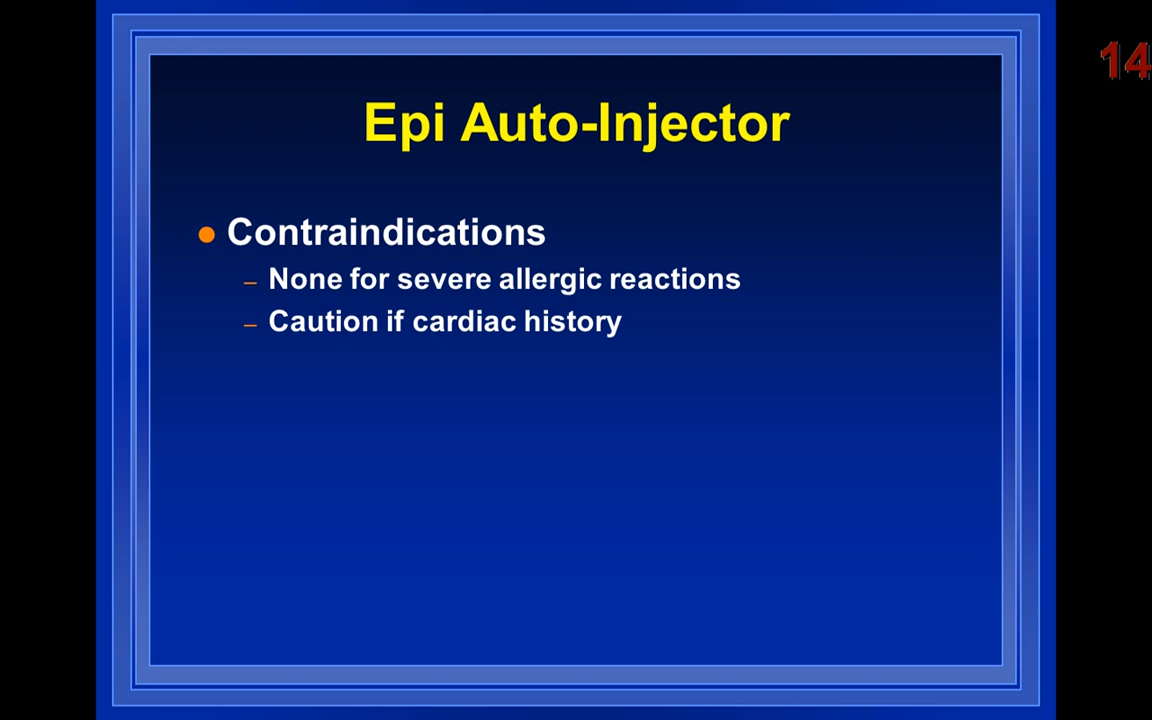 14
Epi Auto-Injector
● Contraindications
– None for severe allergic reactions
– Caution if cardiac history